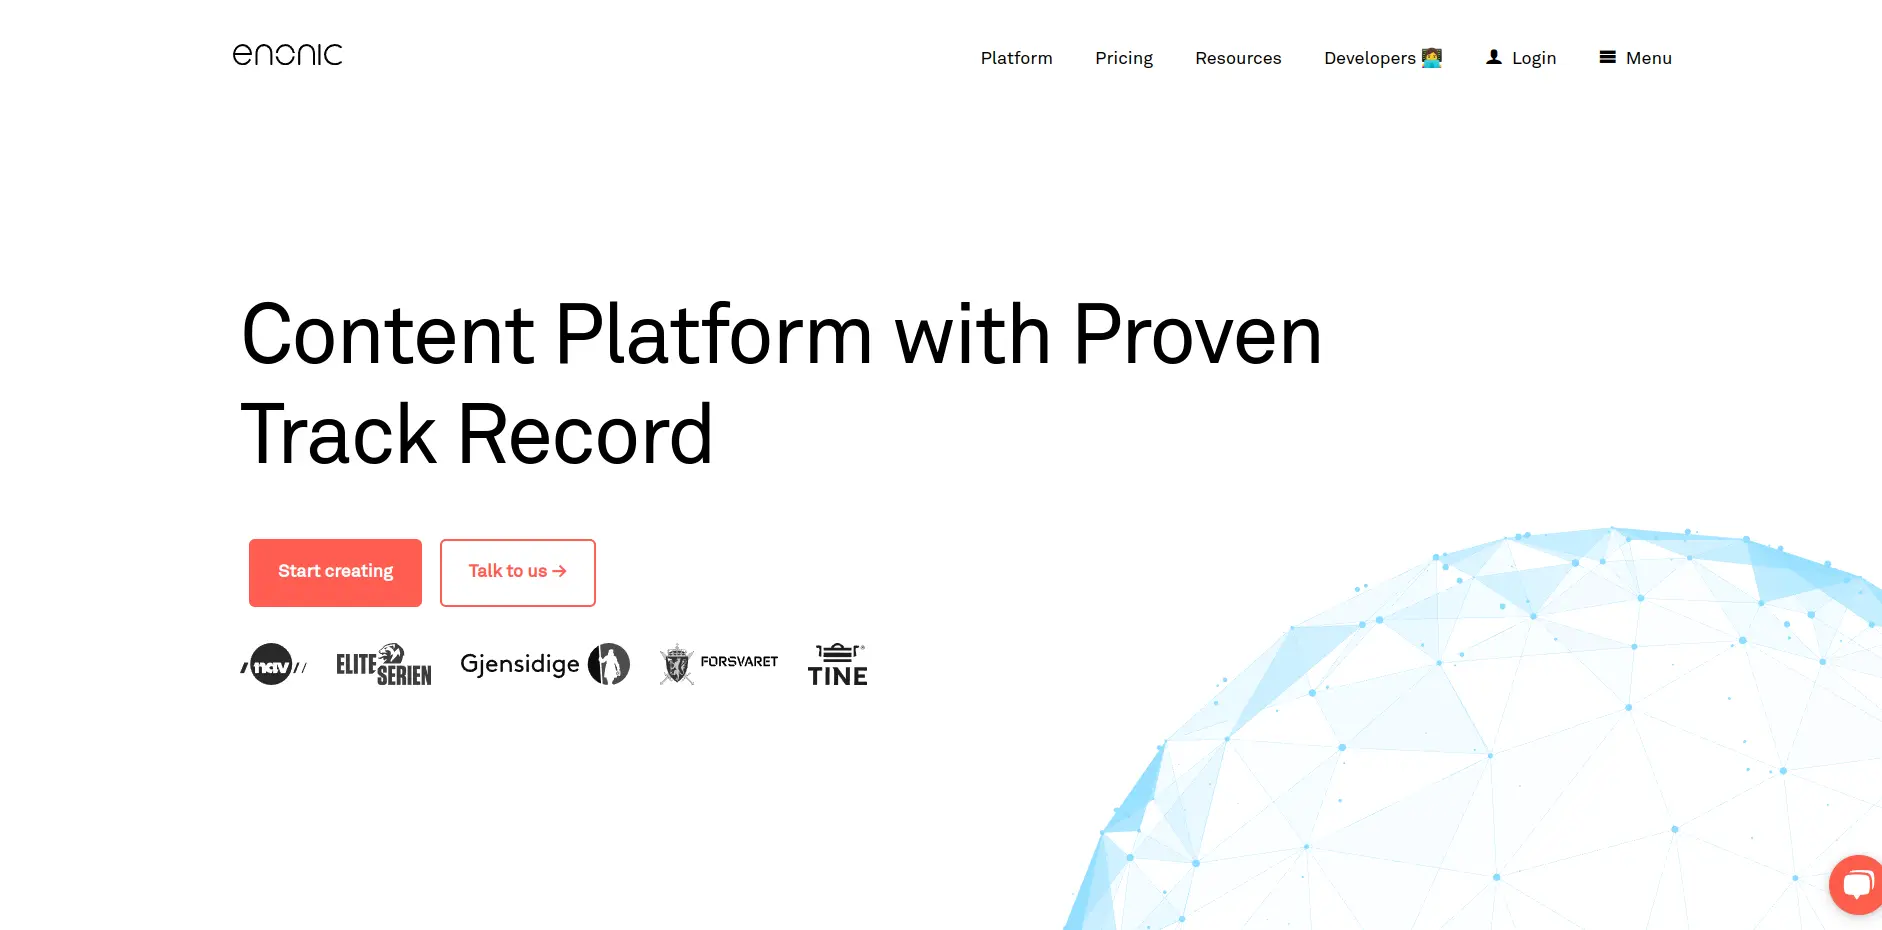 enonic
Platform Pricing Resources Developers 👩‍💻 Login Menu
Content Platform with Proven
Track Record
Start creating Talk to us →
nav ELITE SERIEN Gjensidige FORSVARET TINE